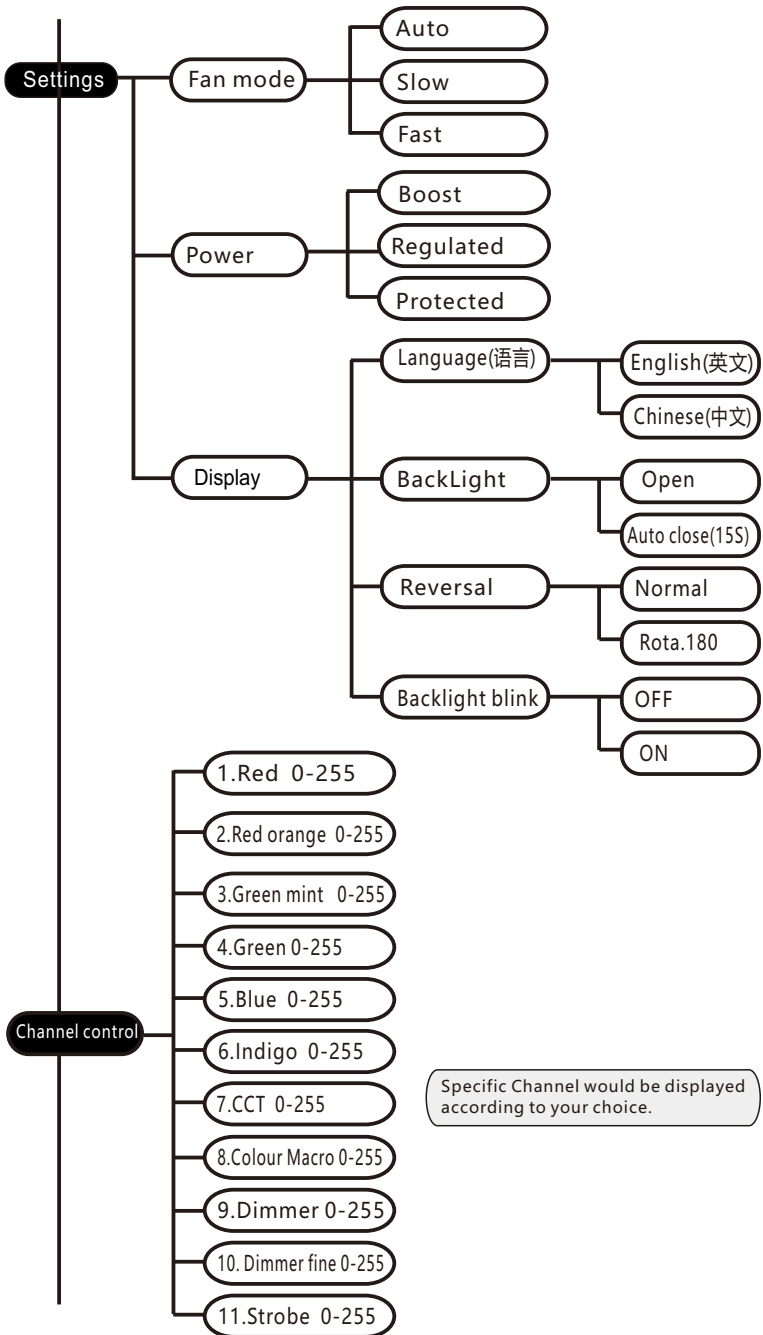 Settings
Fan mode
Auto
Slow
Fast
Power
Boost
Regulated
Protected
Display
Language(语言)
English(英文)
Chinese(中文)
BackLight
Open
Auto close(15S)
Reversal
Normal
Rota.180
Backlight blink
OFF
ON
Channel control
1.Red 0-255
2.Red orange 0-255
3.Green mint 0-255
4.Green 0-255
5.Blue 0-255
6.Indigo 0-255
7.CCT 0-255
8.Colour Macro 0-255
9.Dimmer 0-255
10. Dimmer fine 0-255
11.Strobe 0-255
Specific Channel would be displayed
according to your choice.